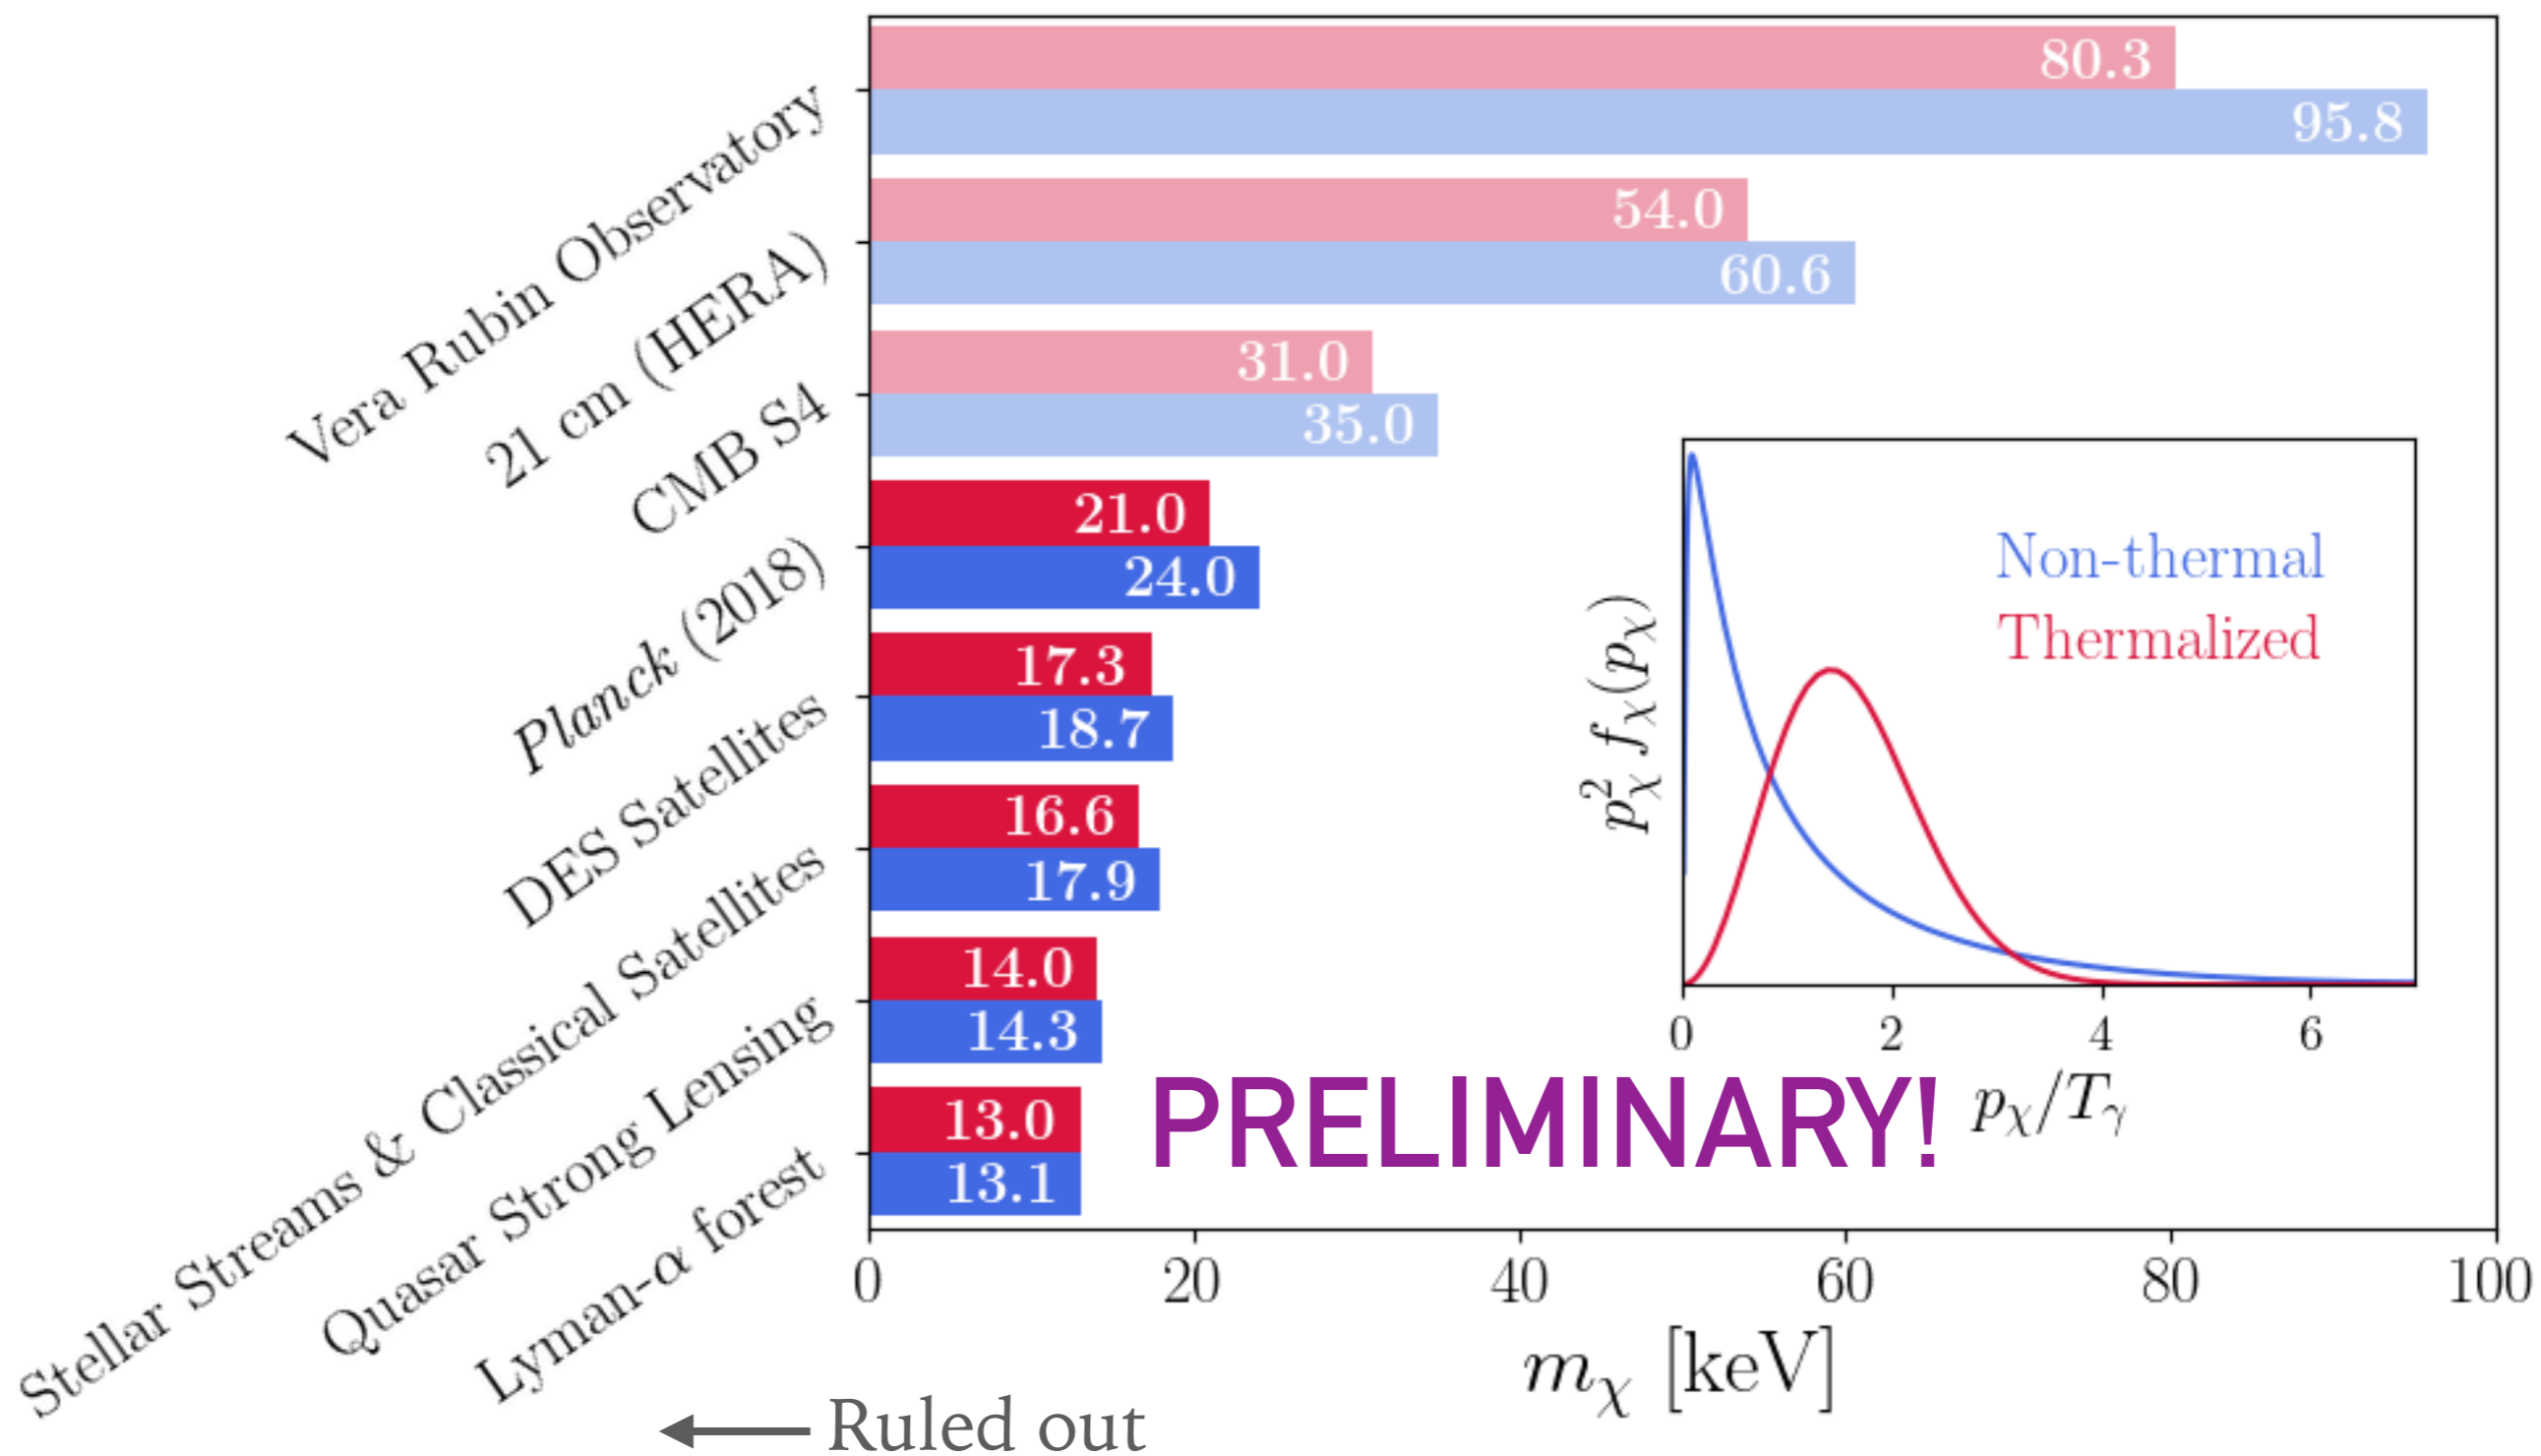 Vera Rubin Observatory
80.3
95.8
21 cm (HERA)
54.0
60.6
CMB S4
31.0
35.0
Planck (2018)
21.0
24.0
DES Satellites
17.3
18.7
Stellar Streams & Classical Satellites
16.6
17.9
Quasar Strong Lensing
14.0
14.3
Lyman-α forest
13.0
13.1
0 20 40 60 80 100
mχ [keV]
← Ruled out
Non-thermal
Thermalized
p²χ fχ(pχ)
0 2 4 6
pχ/Tγ
PRELIMINARY!